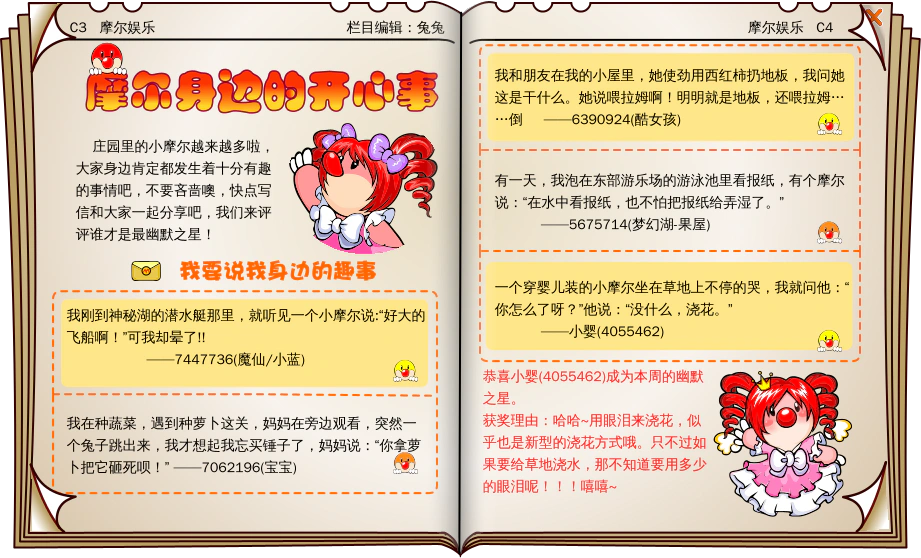 C3 摩尔娱乐
栏目编辑：兔兔
摩尔身边的开心事
庄园里的小摩尔越来越多啦，
大家身边肯定都发生着十分有趣
的事情吧，不要吝啬噢，快点写
信和大家一起分享吧，我们来评
评谁才是最幽默之星！
我要说我身边的趣事
我刚到神秘湖的潜水艇那里，就听见一个小摩尔说:“好大的
飞船啊！”可我却晕了!!
——7447736(魔仙/小蓝)
我在种蔬菜，遇到种萝卜这关，妈妈在旁边观看，突然一
个兔子跳出来，我才想起我忘买锤子了，妈妈说：“你拿萝
卜把它砸死呗！” ——7062196(宝宝)
摩尔娱乐 C4
我和朋友在我的小屋里，她使劲用西红柿扔地板，我问她
这是干什么。她说喂拉姆啊！明明就是地板，还喂拉姆…
…倒 ——6390924(酷女孩)
有一天，我泡在东部游乐场的游泳池里看报纸，有个摩尔
说：“在水中看报纸，也不怕把报纸给弄湿了。”
——5675714(梦幻湖-果屋)
一个穿婴儿装的小摩尔坐在草地上不停的哭，我就问他：“
你怎么了呀？”他说：“没什么，浇花。”
——小婴(4055462)
恭喜小婴(4055462)成为本周的幽默
之星。
获奖理由：哈哈~用眼泪来浇花，似
乎也是新型的浇花方式哦。只不过如
果要给草地浇水，那不知道要用多少
的眼泪呢！！！嘻嘻~